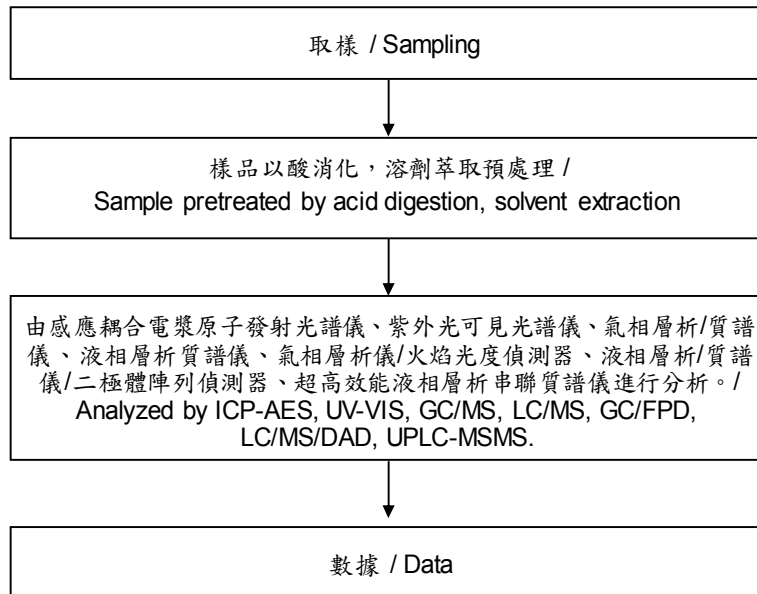 取樣 / Sampling
樣品以酸消化，溶劑萃取預處理 /
Sample pretreated by acid digestion, solvent extraction
由感應耦合電漿原子發射光譜儀、紫外光可見光譜儀、氣相層析/質譜
儀、液相層析質譜儀、氣相層析儀/火焰光度偵測器、液相層析/質譜
儀/二極體陣列偵測器、超高效能液相層析串聯質譜儀進行分析。/
Analyzed by ICP-AES, UV-VIS, GC/MS, LC/MS, GC/FPD,
LC/MS/DAD, UPLC-MSMS.
數據 / Data